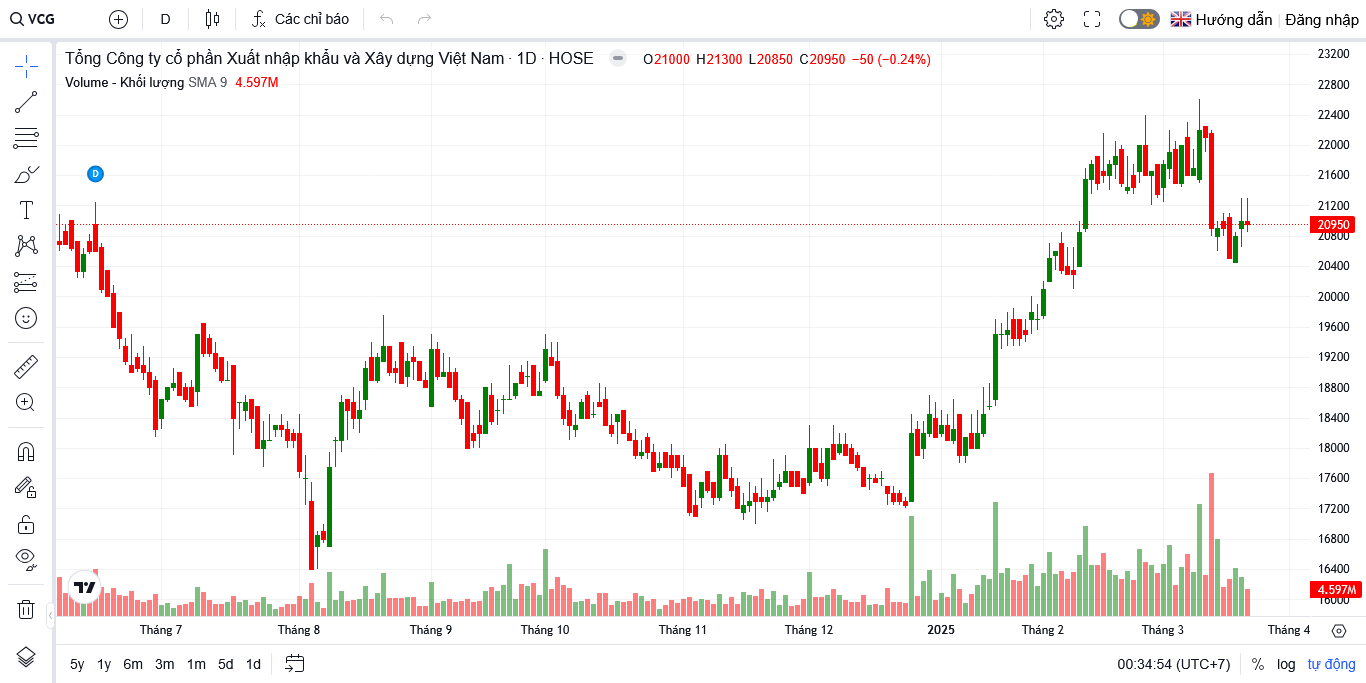 VCG D Các chỉ báo Hướng dẫn Đăng nhập
Tổng Công ty cổ phần Xuất nhập khẩu và Xây dựng Việt Nam · 1D · HOSE O21000 H21300 L20850 C20950 −50 (−0.24%)
Volume - Khối lượng SMA 9 4.597M
D
23200
22800
22400
22000
21600
21200
20950
20800
20400
20000
19600
19200
18800
18400
18000
17600
17200
16800
16400
4.597M
16000
Tháng 7 Tháng 8 Tháng 9 Tháng 10 Tháng 11 Tháng 12 2025 Tháng 2 Tháng 3 Tháng 4
5y 1y 6m 3m 1m 5d 1d 00:34:54 (UTC+7) % log tự động